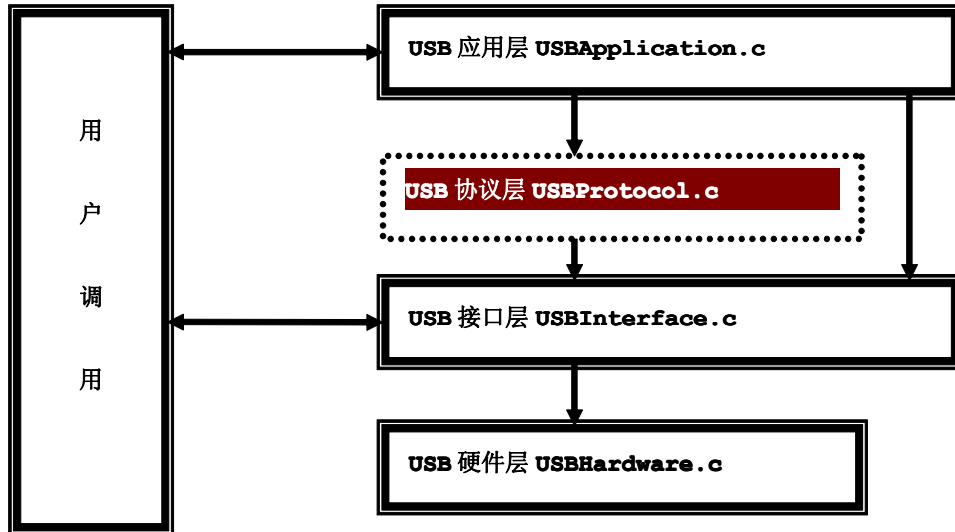 用
户
调
用
USB 应用层 USBApplication.c
USB 协议层 USBProtocol.c
USB 接口层 USBInterface.c
USB 硬件层 USBHardware.c